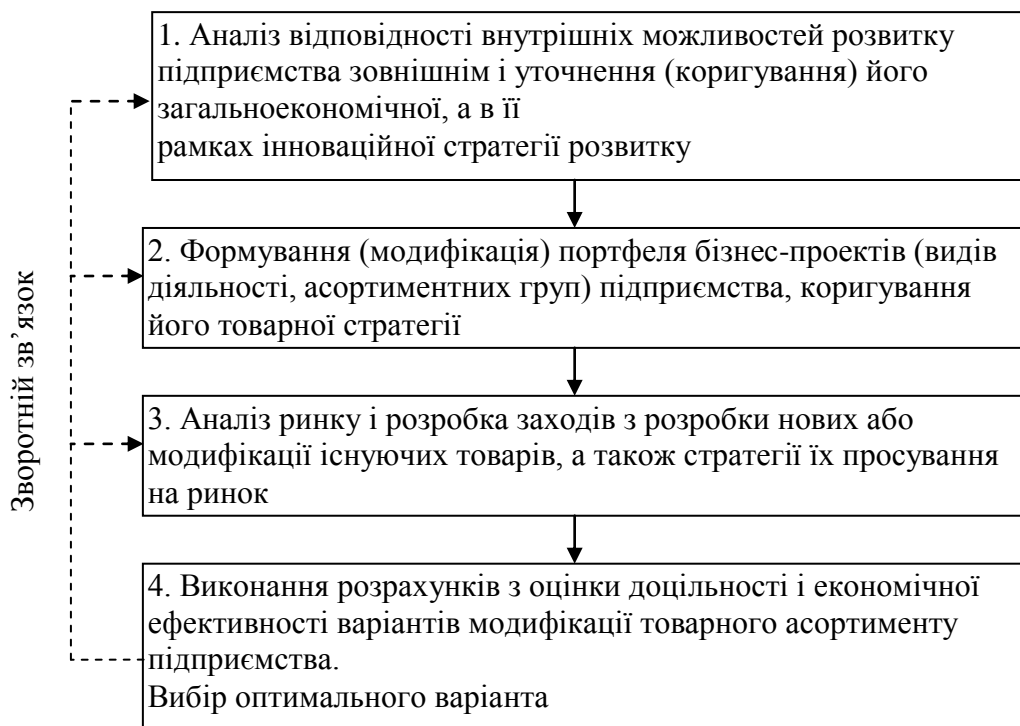 1. Аналіз відповідності внутрішніх можливостей розвитку
підприємства зовнішнім і уточнення (коригування) його
загальноекономічної, а в її
рамках інноваційної стратегії розвитку
2. Формування (модифікація) портфеля бізнес-проектів (видів
діяльності, асортиментних груп) підприємства, коригування
його товарної стратегії
3. Аналіз ринку і розробка заходів з розробки нових або
модифікації існуючих товарів, а також стратегії їх просування
на ринок
4. Виконання розрахунків з оцінки доцільності і економічної
ефективності варіантів модифікації товарного асортименту
підприємства.
Вибір оптимального варіанта
Зворотній зв’язок